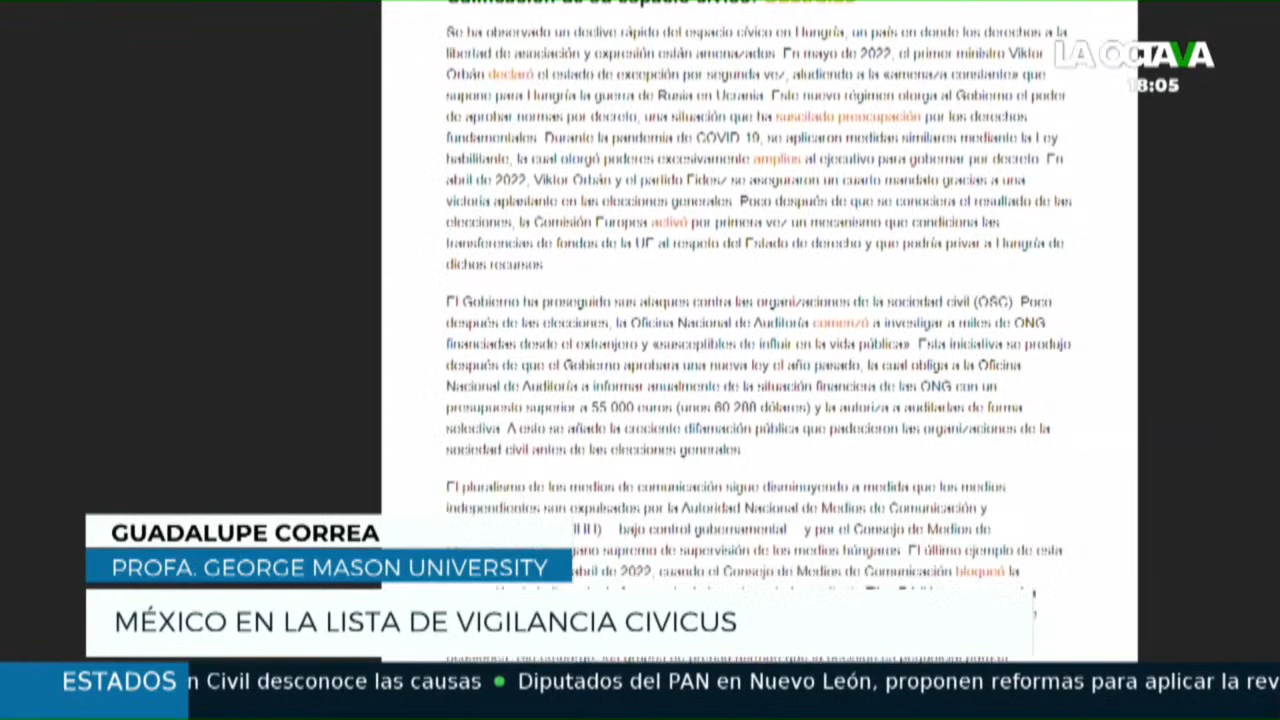 LA OCTAVA
18:05
Se ha observado un declive rápido del espacio cívico en Hungría, un país en donde los derechos a la
libertad de asociación y expresión están amenazados. En mayo de 2022, el primer ministro Viktor
Orbán declaró el estado de excepción por segunda vez, aludiendo a la «amenaza constante» que
supone para Hungría la guerra de Rusia en Ucrania. Este nuevo régimen otorga al Gobierno el poder
de aprobar normas por decreto, una situación que ha suscitado preocupación por los derechos
fundamentales. Durante la pandemia de COVID-19, se aplicaron medidas similares mediante la Ley
habilitante, la cual otorgó poderes excesivamente amplios al ejecutivo para gobernar por decreto. En
abril de 2022, Viktor Orbán y el partido Fidesz se aseguraron un cuarto mandato gracias a una
victoria aplastante en las elecciones generales. Poco después de que se conociera el resultado de las
elecciones, la Comisión Europea activó por primera vez un mecanismo que condiciona las
transferencias de fondos de la UE al respeto del Estado de derecho y que podría privar a Hungría de
dichos recursos.
El Gobierno ha proseguido sus ataques contra las organizaciones de la sociedad civil (OSC). Poco
después de las elecciones, la Oficina Nacional de Auditoría comenzó a investigar a miles de ONG
financiadas desde el extranjero y «susceptibles de influir en la vida pública». Esta iniciativa se produjo
después de que el Gobierno aprobara una nueva ley el año pasado, la cual obliga a la Oficina
Nacional de Auditoría a informar anualmente de la situación financiera de las ONG con un
presupuesto superior a 55 000 euros (unos 60 288 dólares) y la autoriza a auditarlas de forma
selectiva. A esto se añade la creciente difamación pública que padecieron las organizaciones de la
sociedad civil antes de las elecciones generales.
El pluralismo de los medios de comunicación sigue disminuyendo a medida que los medios
independientes son expulsados por la Autoridad Nacional de Medios de Comunicación y
bajo control gubernamental y por el Consejo de Medios de
supremo de supervisión de los medios húngaros. El último ejemplo de esta
abril de 2022, cuando el Consejo de Medios de Comunicación bloqueó la
GUADALUPE CORREA
PROFA. GEORGE MASON UNIVERSITY
MÉXICO EN LA LISTA DE VIGILANCIA CIVICUS
ESTADOS n Civil desconoce las causas • Diputados del PAN en Nuevo León, proponen reformas para aplicar la rev